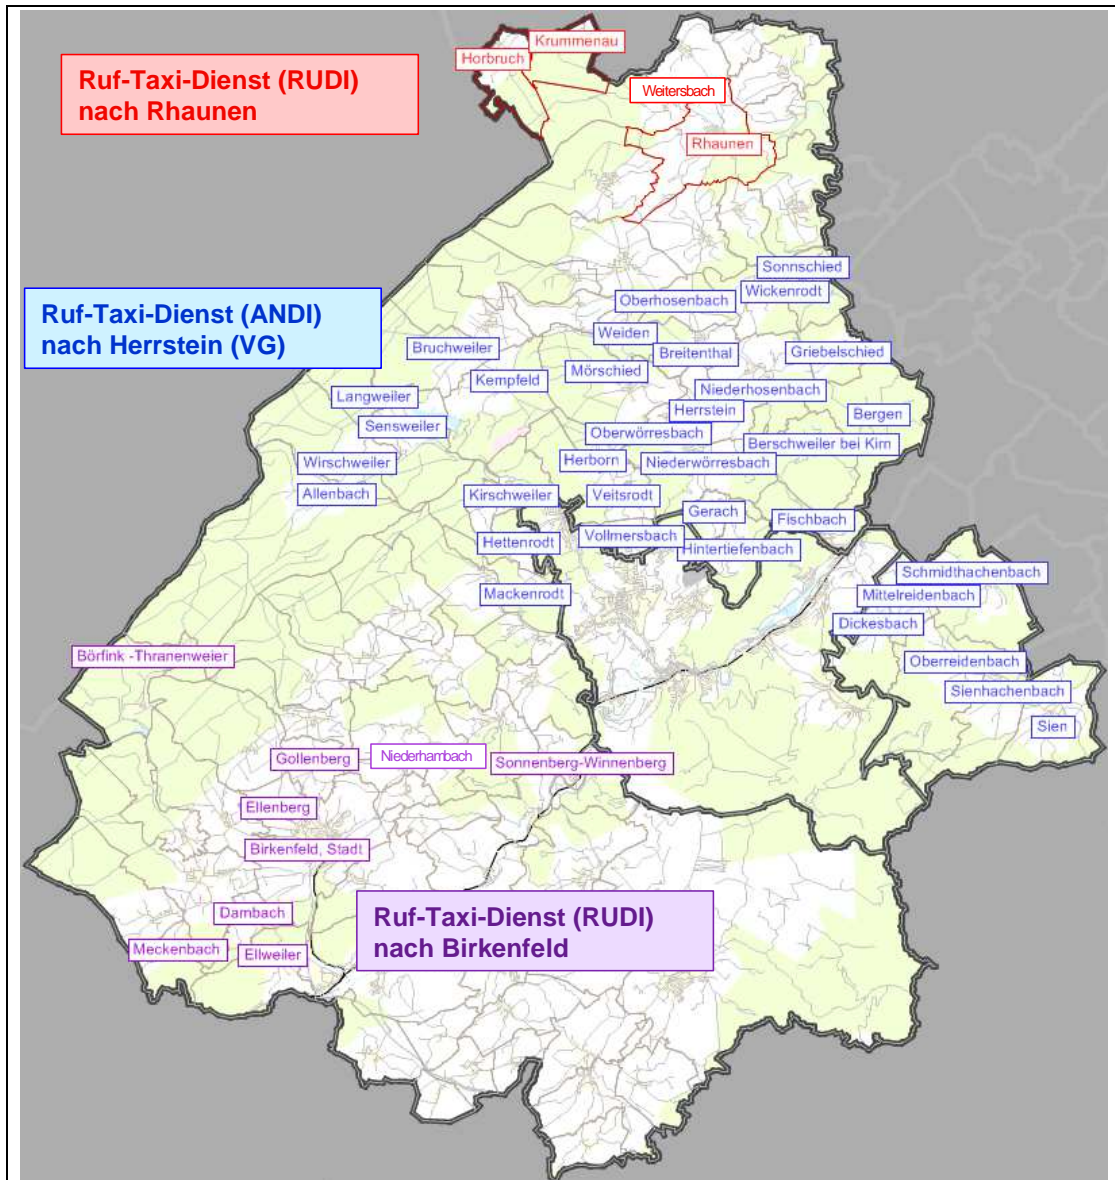 Krummenau
Horbruch
Ruf-Taxi-Dienst (RUDI)
nach Rhaunen
Weitersbach
Rhaunen
Sonnschied
Wickenrodt
Oberhosenbach
Ruf-Taxi-Dienst (ANDI)
nach Herrstein (VG)
Weiden
Bruchweiler
Breitenthal
Griebelschied
Mörschied
Kempfeld
Niederhosenbach
Langweiler
Herrstein
Bergen
Sensweiler
Oberwörresbach
Berschweiler bei Kirn
Wirschweiler
Herborn
Niederwörresbach
Allenbach
Kirschweiler
Veitsrodt
Gerach
Fischbach
Vollmersbach
Hettenrodt
Hintertiefenbach
Schmidthachenbach
Mackenrodt
Mittelreidenbach
Dickesbach
Börfink -Thranenweier
Oberreidenbach
Sienhachenbach
Sien
Gollenberg
Niederhambach
Sonnenberg-Winnenberg
Ellenberg
Birkenfeld, Stadt
Dambach
Ruf-Taxi-Dienst (RUDI)
nach Birkenfeld
Meckenbach
Ellweiler